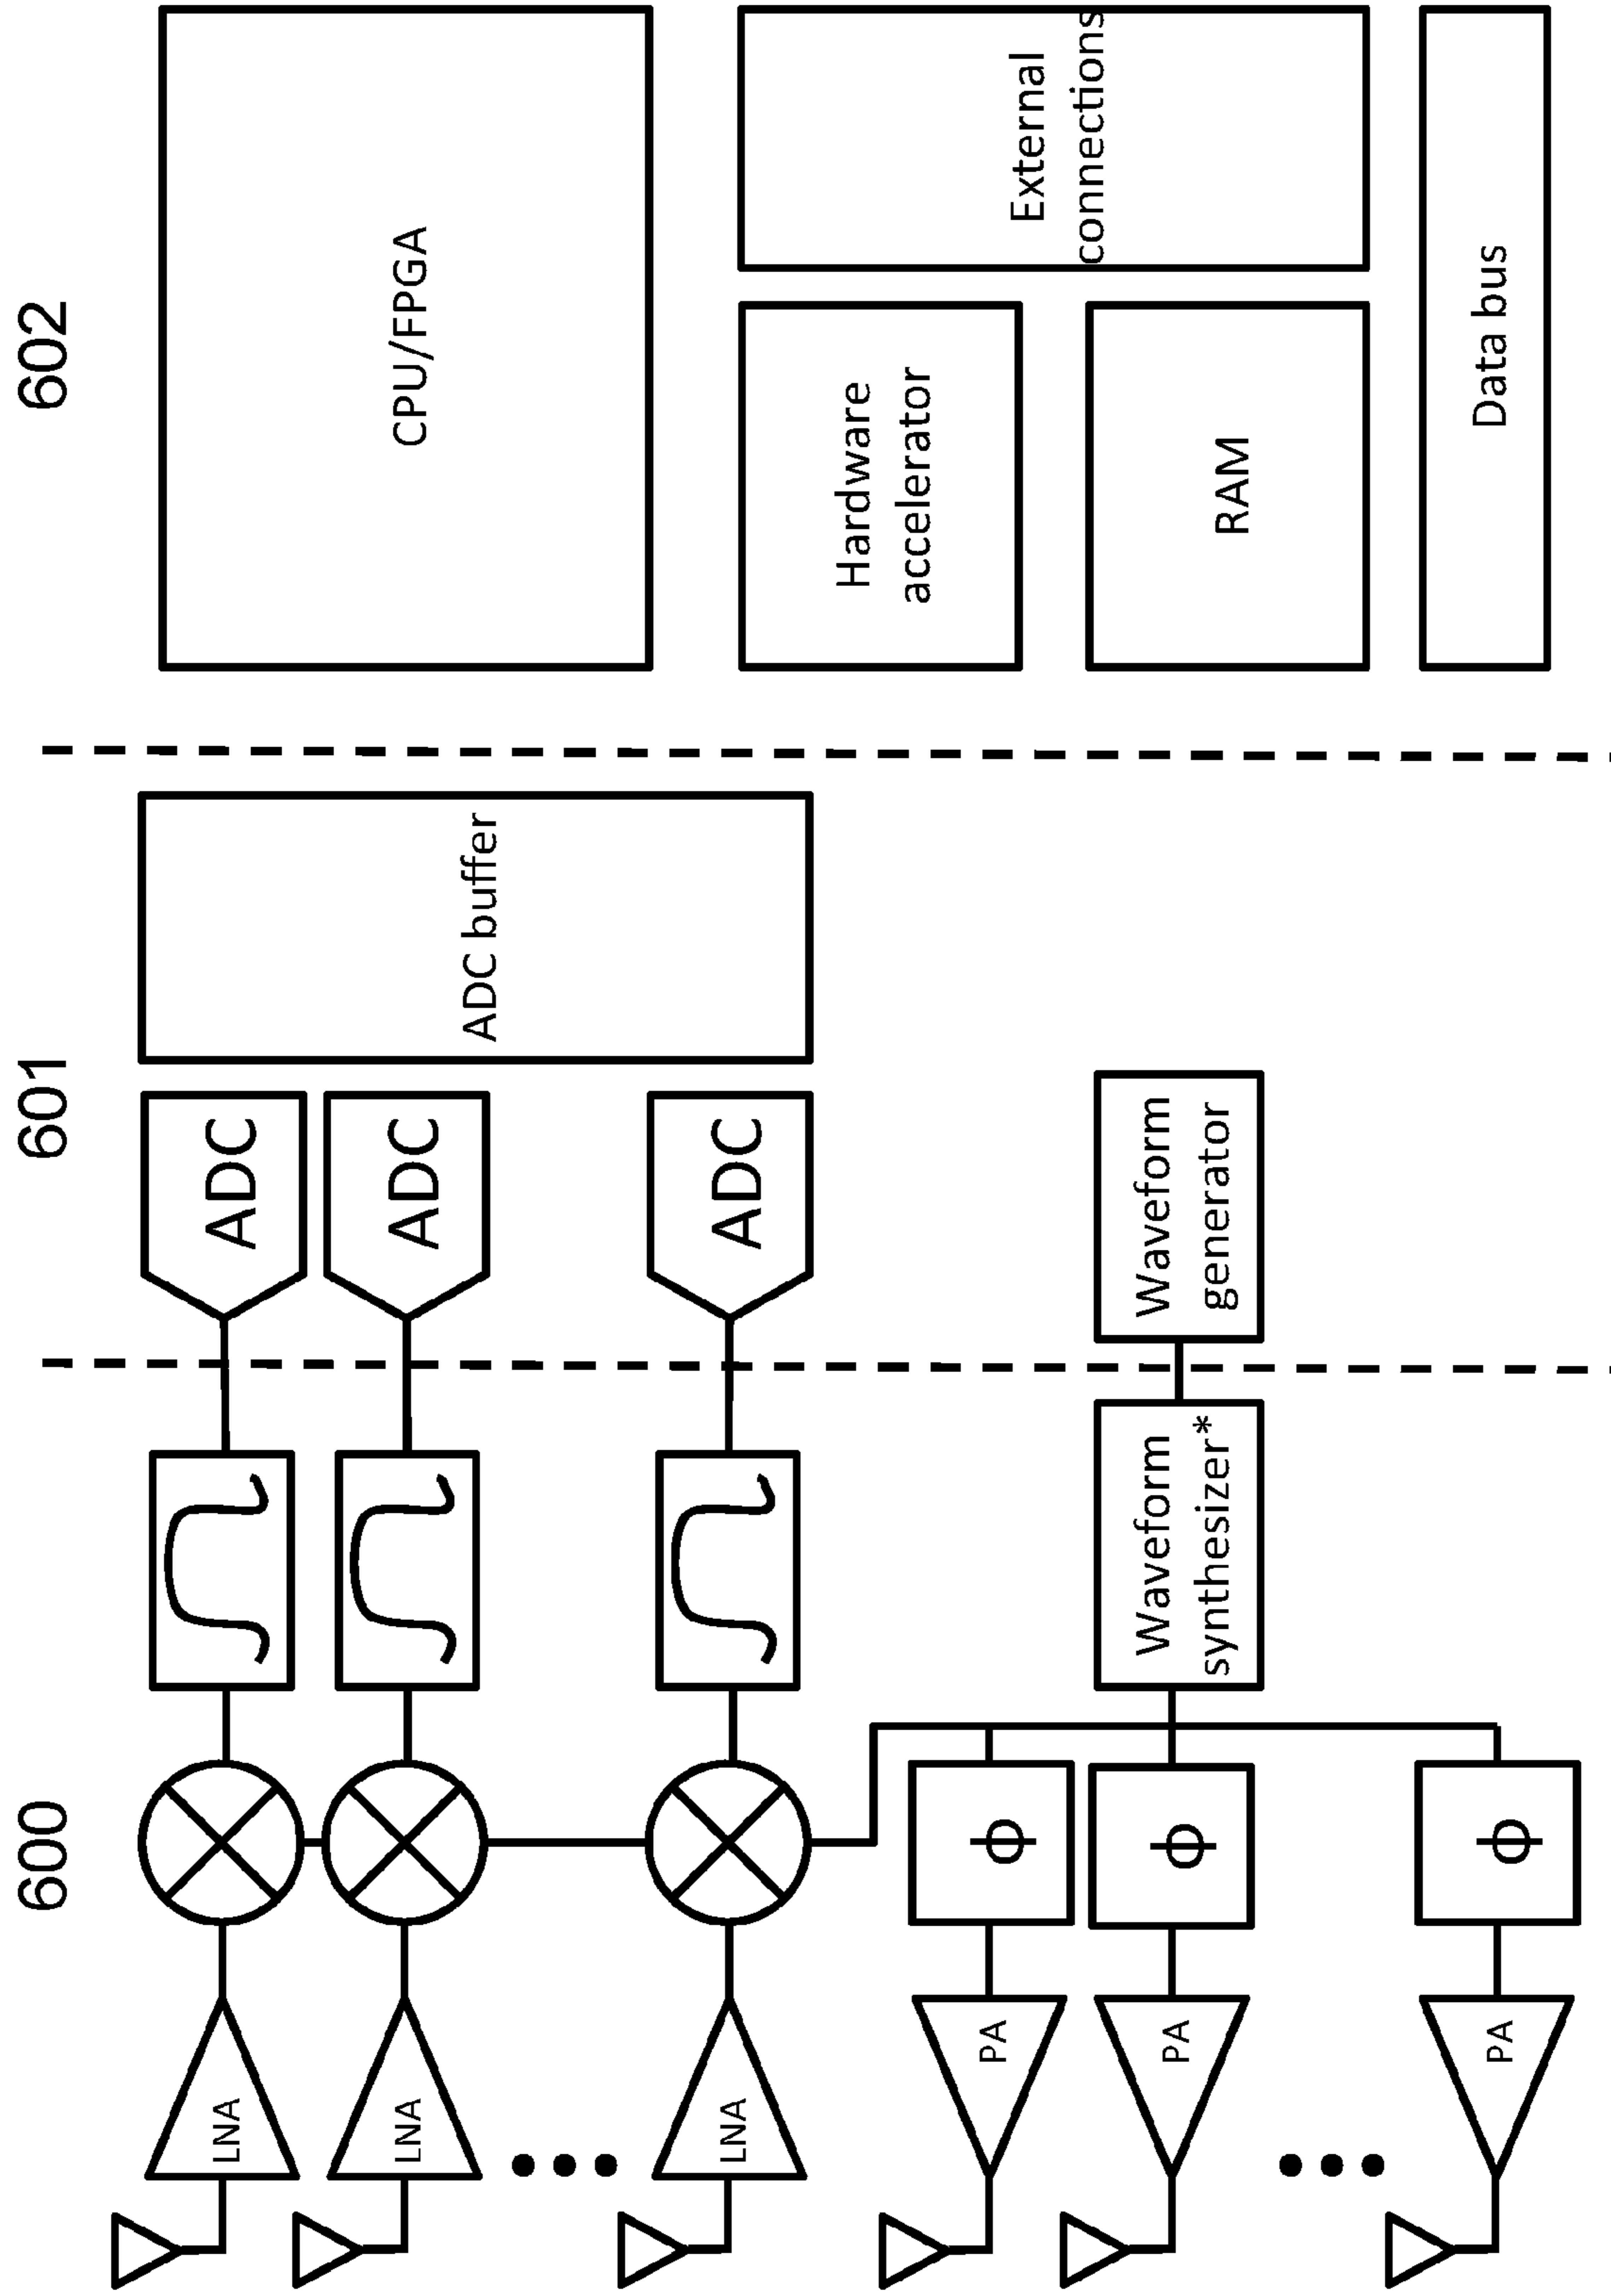 600
601
602
LNA
LNA
LNA
ADC
ADC
ADC
ADC buffer
CPU/FPGA
Hardware
accelerator
RAM
External
connections
Data bus
PA
PA
PA
ϕ
ϕ
ϕ
Waveform
synthesizer*
Waveform
generator